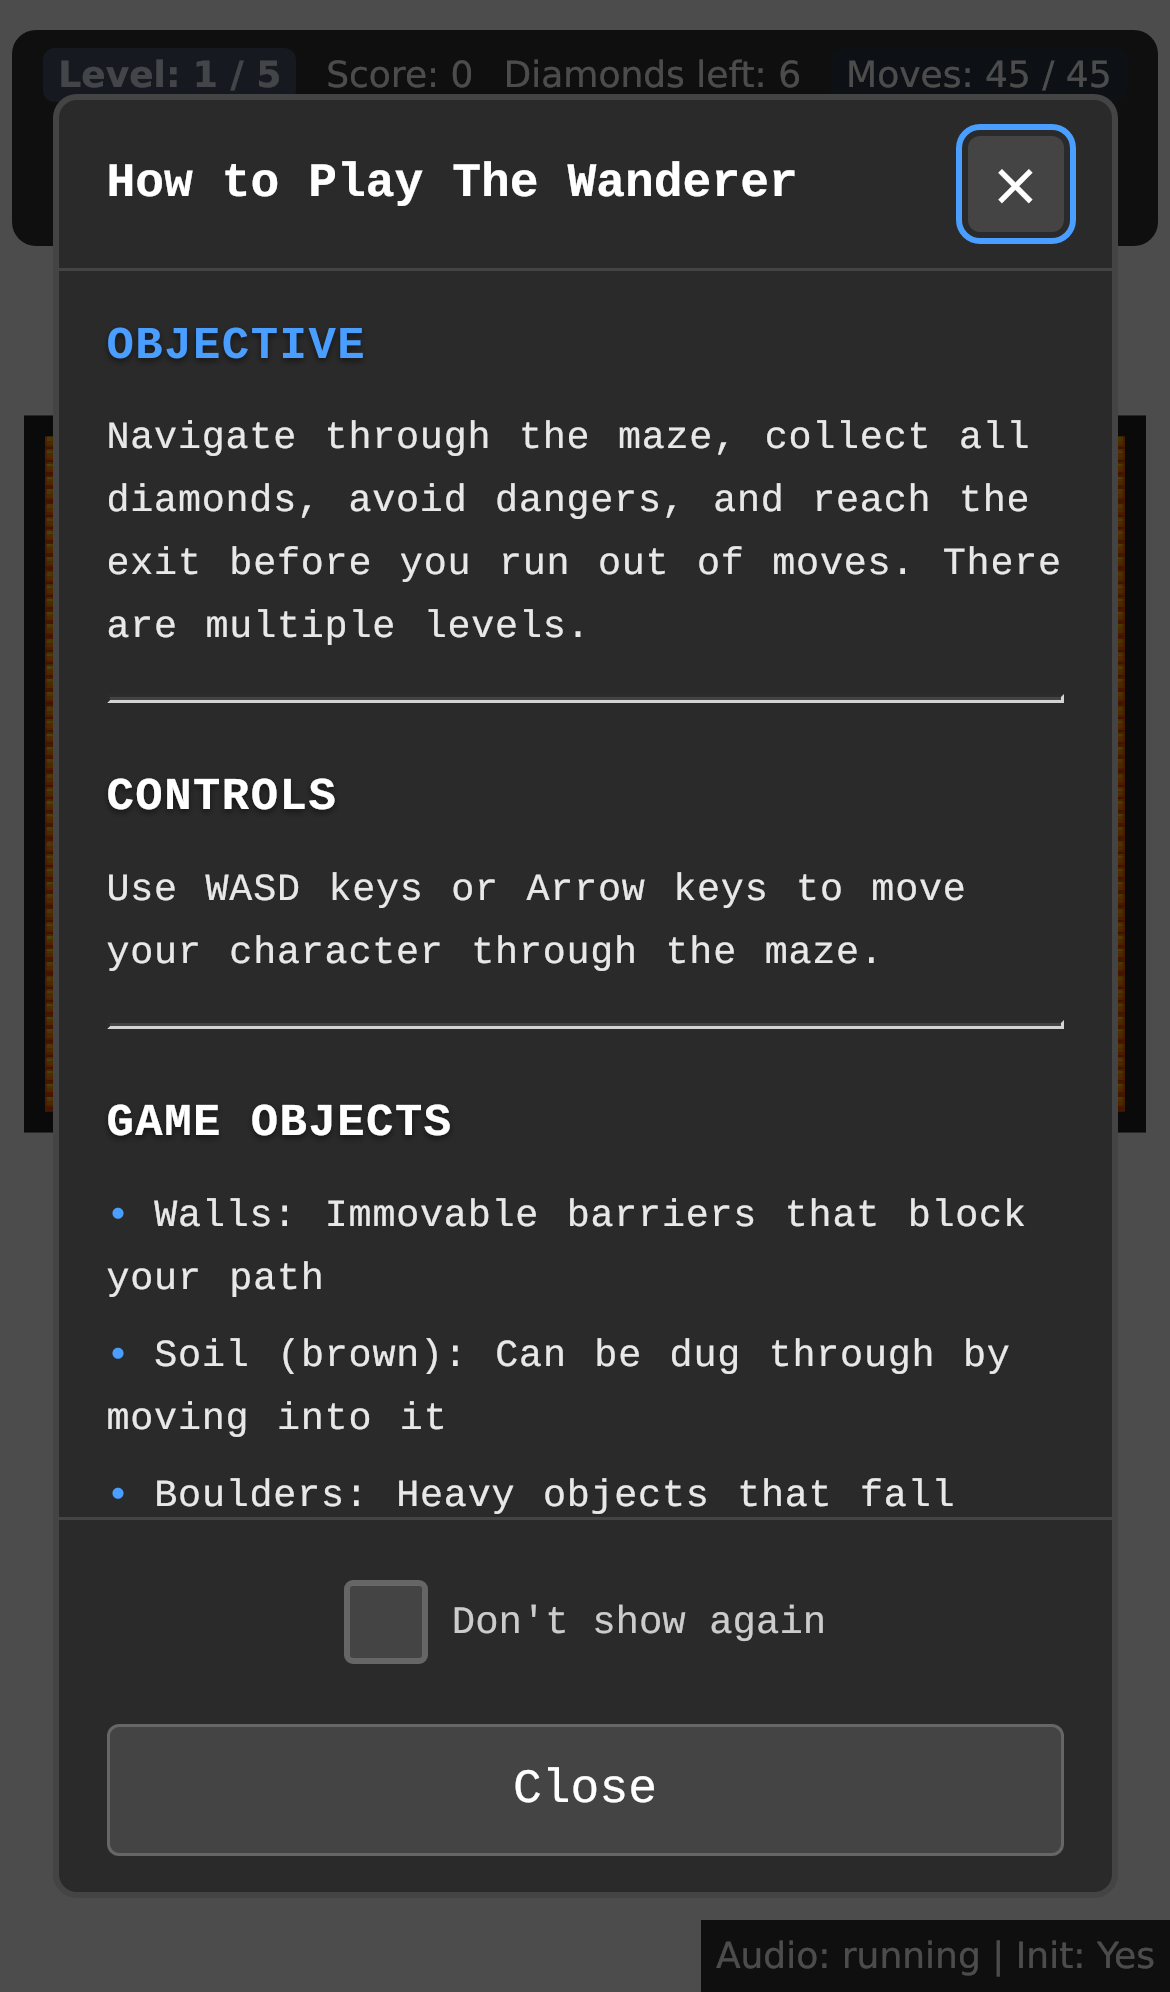 Level: 1 / 5 Score: 0 Diamonds left: 6 Moves: 45 / 45
How to Play The Wanderer
OBJECTIVE
Navigate through the maze, collect all
diamonds, avoid dangers, and reach the
exit before you run out of moves. There
are multiple levels.
CONTROLS
Use WASD keys or Arrow keys to move
your character through the maze.
GAME OBJECTS
• Walls: Immovable barriers that block
your path
• Soil (brown): Can be dug through by
moving into it
• Boulders: Heavy objects that fall
Don't show again
Close
Audio: running | Init: Yes